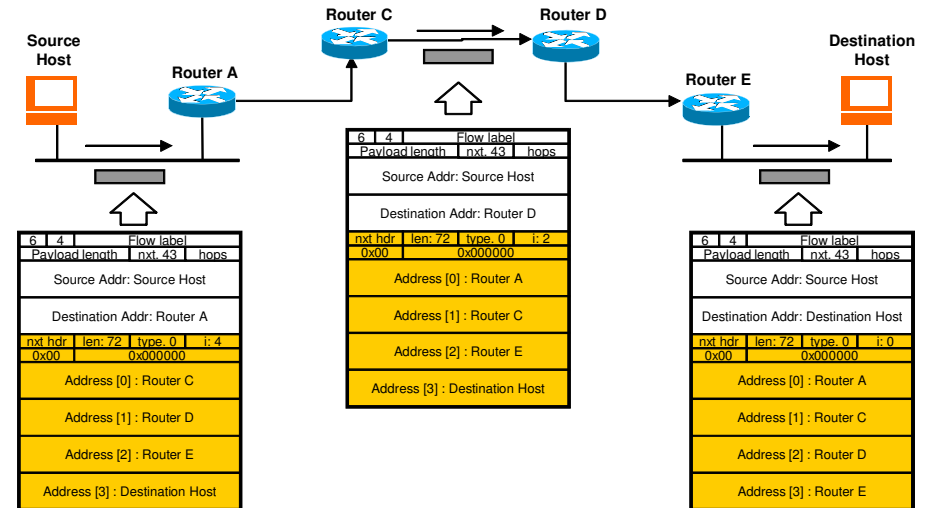 Router C
Router D
Source
Host
Destination
Host
Router A
Router E
6 4 Flow label
Payload length nxt. 43 hops
Source Addr: Source Host
Destination Addr: Router D
nxt hdr len: 72 type. 0 i: 2
0x00 0x000000
Address [0] : Router A
Address [1] : Router C
Address [2] : Router E
Address [3] : Destination Host
6 4 Flow label
Payload length nxt. 43 hops
Source Addr: Source Host
Destination Addr: Router A
nxt hdr len: 72 type. 0 i: 4
0x00 0x000000
Address [0] : Router C
Address [1] : Router D
Address [2] : Router E
Address [3] : Destination Host
6 4 Flow label
Payload length nxt. 43 hops
Source Addr: Source Host
Destination Addr: Destination Host
nxt hdr len: 72 type. 0 i: 0
0x00 0x000000
Address [0] : Router A
Address [1] : Router C
Address [2] : Router D
Address [3] : Router E